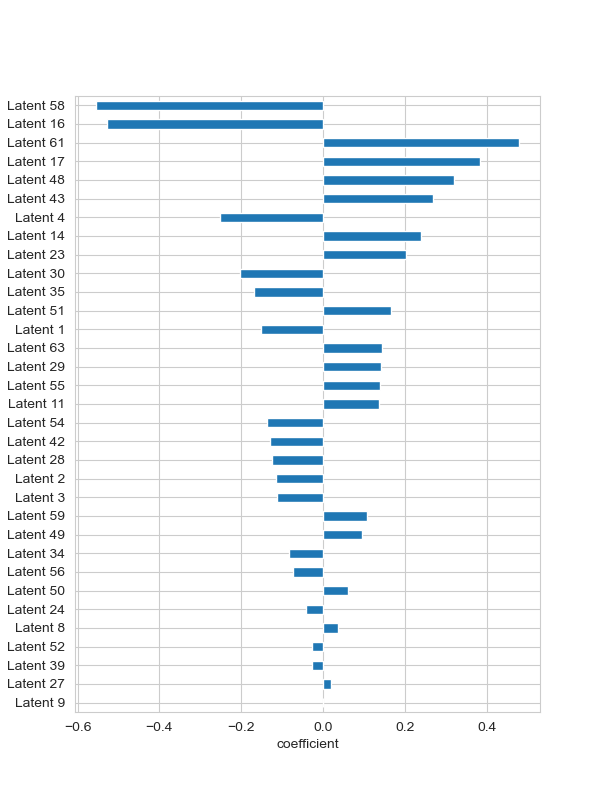 Latent 58
Latent 16
Latent 61
Latent 17
Latent 48
Latent 43
Latent 4
Latent 14
Latent 23
Latent 30
Latent 35
Latent 51
Latent 1
Latent 63
Latent 29
Latent 55
Latent 11
Latent 54
Latent 42
Latent 28
Latent 2
Latent 3
Latent 59
Latent 49
Latent 34
Latent 56
Latent 50
Latent 24
Latent 8
Latent 52
Latent 39
Latent 27
Latent 9
−0.6 −0.4 −0.2 0.0 0.2 0.4
coefficient